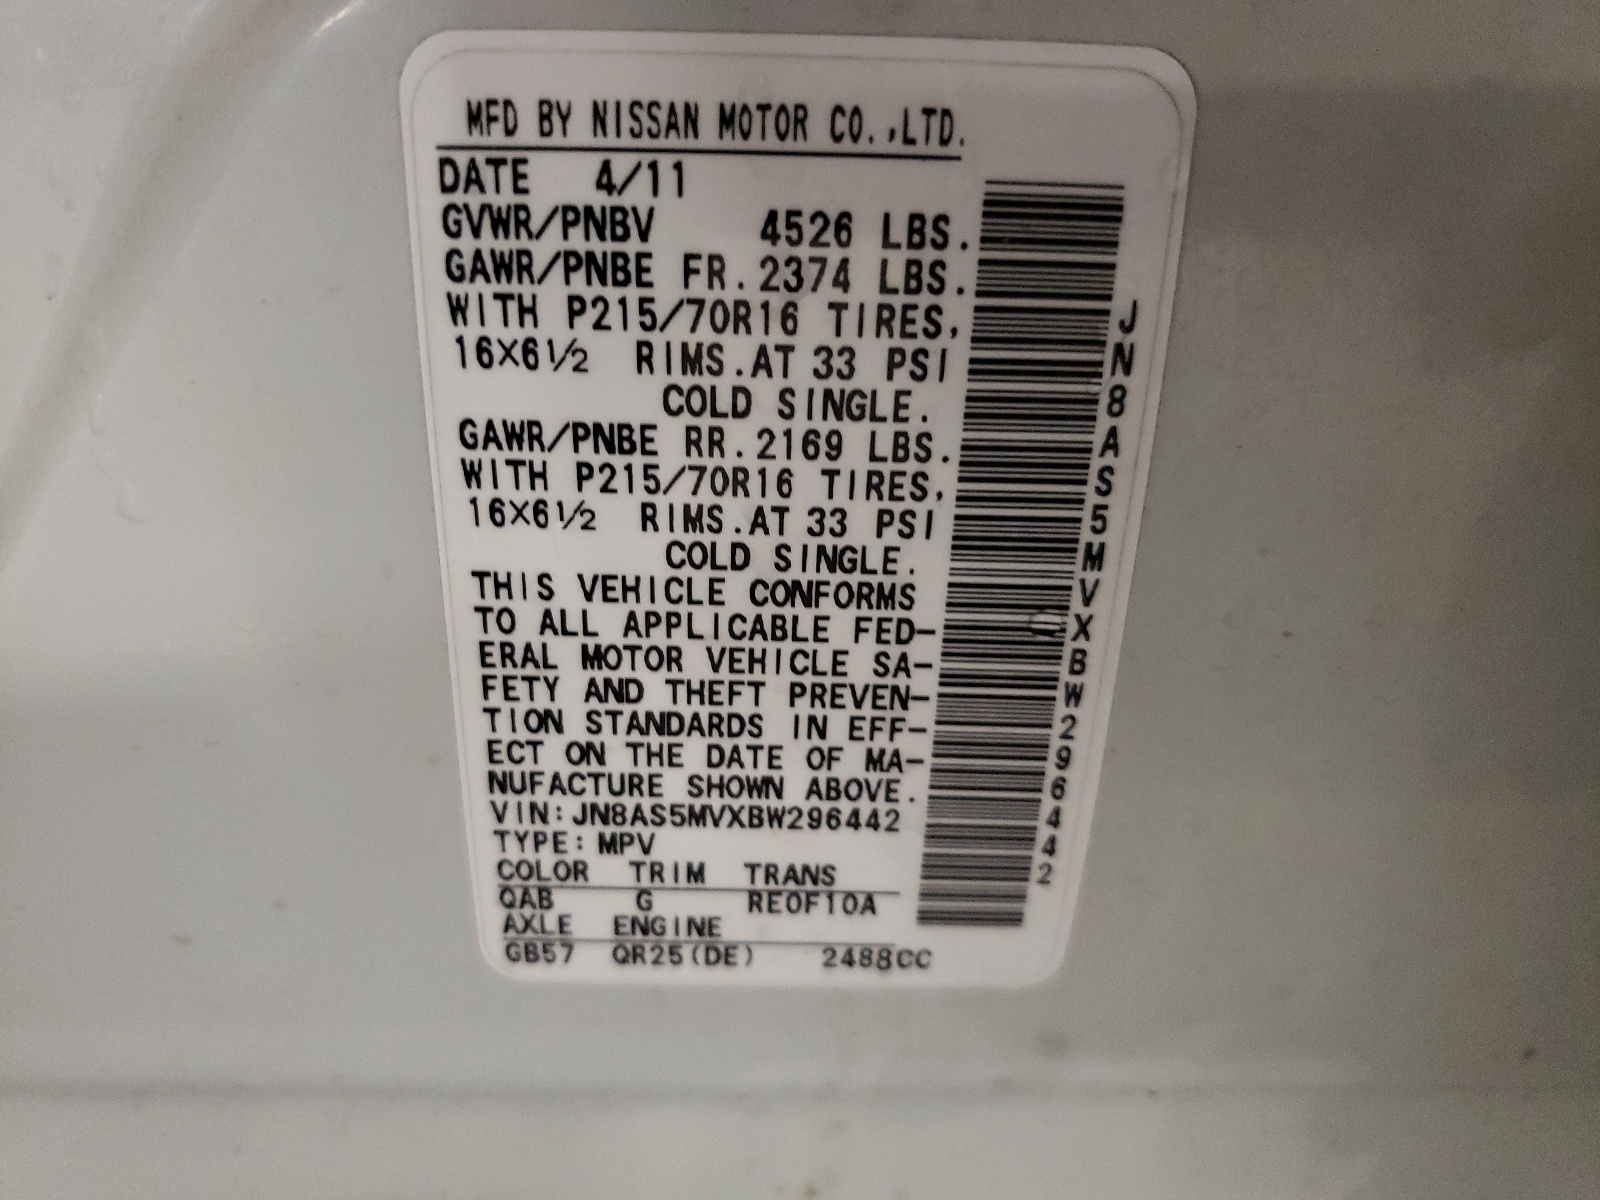 MFD BY NISSAN MOTOR CO.,LTD.
DATE 4/11
GVWR/PNBV 4526 LBS.
GAWR/PNBE FR.2374 LBS.
WITH P215/70R16 TIRES,
16X6½ RIMS.AT 33 PSI
COLD SINGLE.
GAWR/PNBE RR.2169 LBS.
WITH P215/70R16 TIRES,
16X6½ RIMS.AT 33 PSI
COLD SINGLE.
THIS VEHICLE CONFORMS
TO ALL APPLICABLE FED-
ERAL MOTOR VEHICLE SA-
FETY AND THEFT PREVEN-
TION STANDARDS IN EFF-
ECT ON THE DATE OF MA-
NUFACTURE SHOWN ABOVE.
VIN: JN8AS5MVXBW296442
TYPE: MPV
COLOR TRIM TRANS
QAB G RE0F10A
AXLE ENGINE
GB57 QR25(DE) 2488CC
JN8AS5MVXBW296442